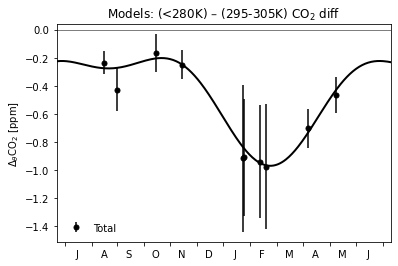 Models: (<280K) – (295-305K) CO₂ diff
0.0
−0.2
−0.4
−0.6
−0.8
−1.0
−1.2
−1.4
ΔθCO₂ [ppm]
Total
J A S O N D J F M A M J